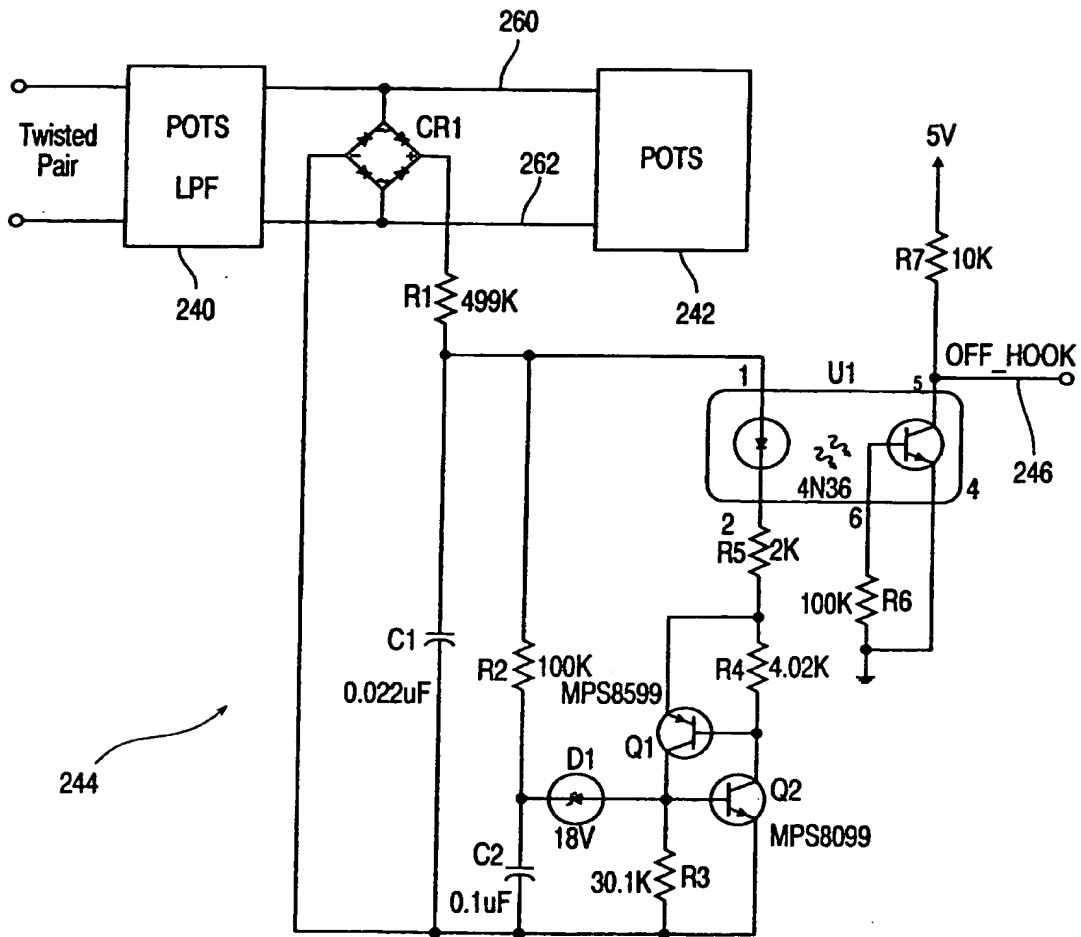 260
Twisted
Pair
POTS
LPF
240
CR1
262
POTS
242
5V
R7 10K
R1 499K
OFF_HOOK
246
1
U1
5
4N36
4
2
6
R5 2K
100K R6
C1
0.022uF
R2 100K
R4 4.02K
MPS8599
Q1
244
D1
18V
Q2
MPS8099
C2
0.1uF
30.1K R3